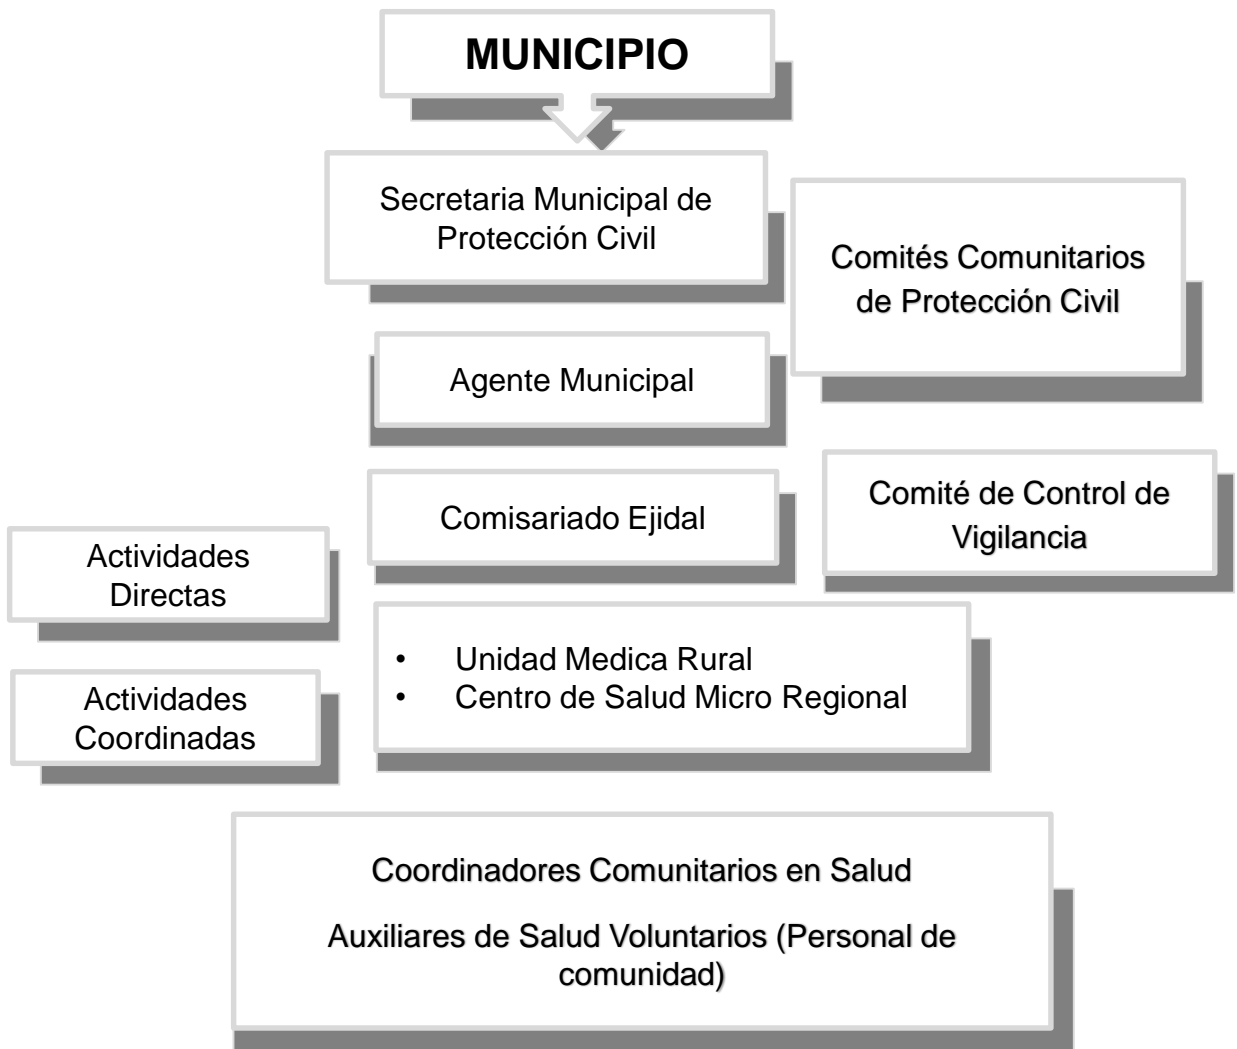 MUNICIPIO
Secretaria Municipal de
Protección Civil
Comités Comunitarios
de Protección Civil
Agente Municipal
Comisariado Ejidal
Comité de Control de
Vigilancia
Actividades
Directas
• Unidad Medica Rural
• Centro de Salud Micro Regional
Actividades
Coordinadas
Coordinadores Comunitarios en Salud
Auxiliares de Salud Voluntarios (Personal de
comunidad)